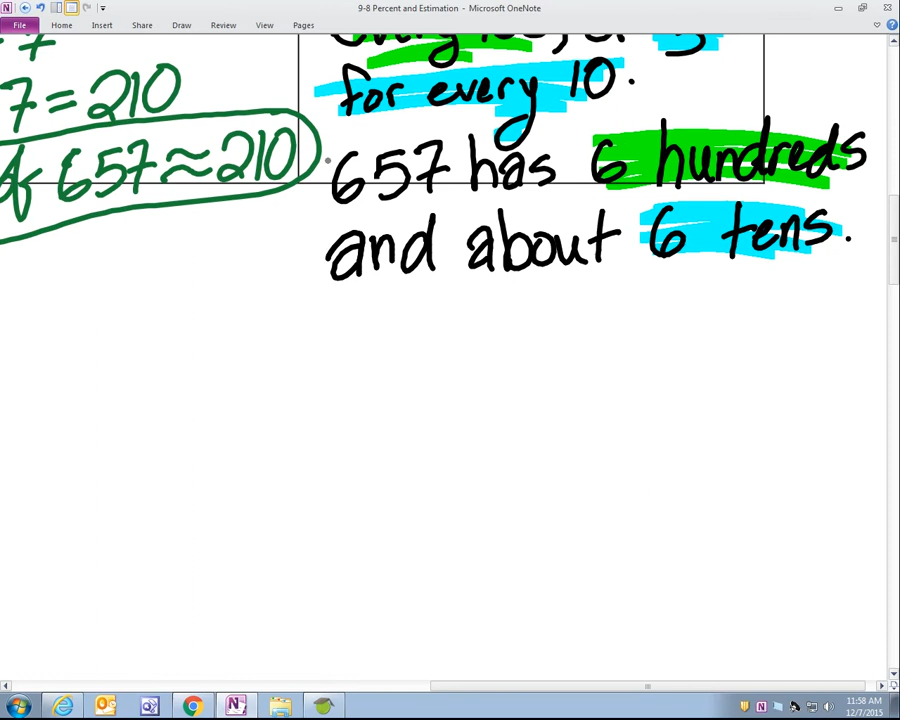 9-8 Percent and Estimation - Microsoft OneNote
File Home Insert Share Draw Review View Pages
7 = 210
of 657 ≈ 210
for every 10.
657 has 6 hundreds
and about 6 tens.
11:58 AM
12/7/2015